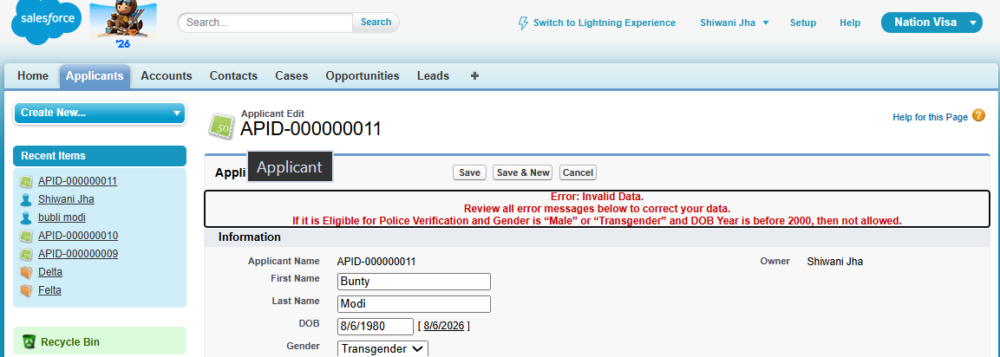 salesforce
'26
Search...
Search
Switch to Lightning Experience
Shiwani Jha
Setup
Help
Nation Visa
Home Applicants Accounts Contacts Cases Opportunities Leads +
Create New...
Recent Items
APID-000000011
Shiwani Jha
bubli modi
APID-000000010
APID-000000009
Delta
Felta
Recycle Bin
Applicant Edit
APID-000000011
Help for this Page ?
Appli
Applicant
Save Save & New Cancel
Error: Invalid Data.
Review all error messages below to correct your data.
If it is Eligible for Police Verification and Gender is “Male” or “Transgender” and DOB Year is before 2000, then not allowed.
Information
Applicant Name APID-000000011 Owner Shiwani Jha
First Name Bunty
Last Name Modi
DOB 8/6/1980 [ 8/6/2026 ]
Gender Transgender